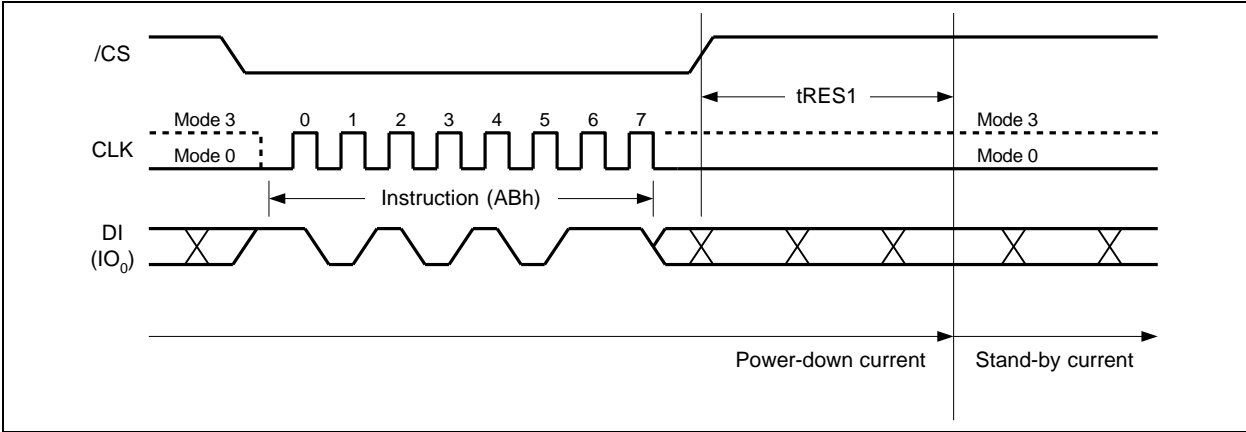 /CS
tRES1
Mode 3 0 1 2 3 4 5 6 7 Mode 3
CLK
Mode 0 Mode 0
Instruction (ABh)
DI
(IO0)
Power-down current Stand-by current